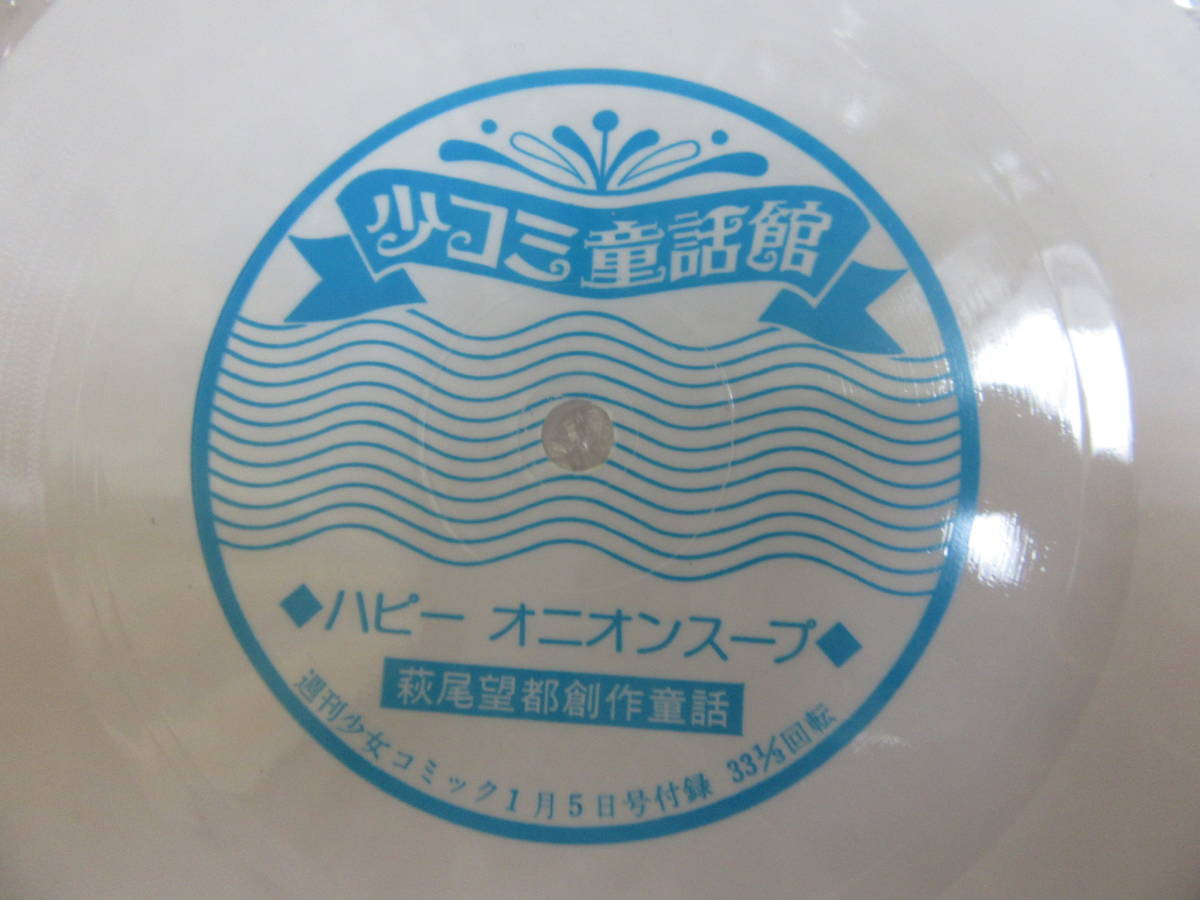 少コミ童話館
◆ハピー オニオンスープ◆
萩尾望都創作童話
週刊少女コミック1月5日号付録 33⅓回転